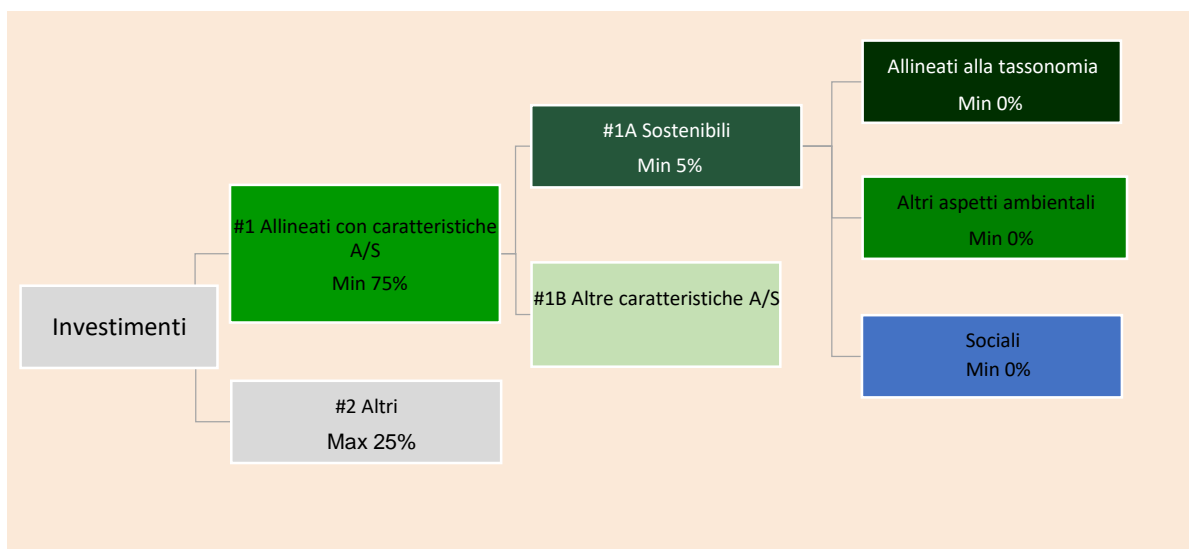 Investimenti
#1 Allineati con caratteristiche
A/S
Min 75%
#2 Altri
Max 25%
#1A Sostenibili
Min 5%
#1B Altre caratteristiche A/S
Allineati alla tassonomia
Min 0%
Altri aspetti ambientali
Min 0%
Sociali
Min 0%